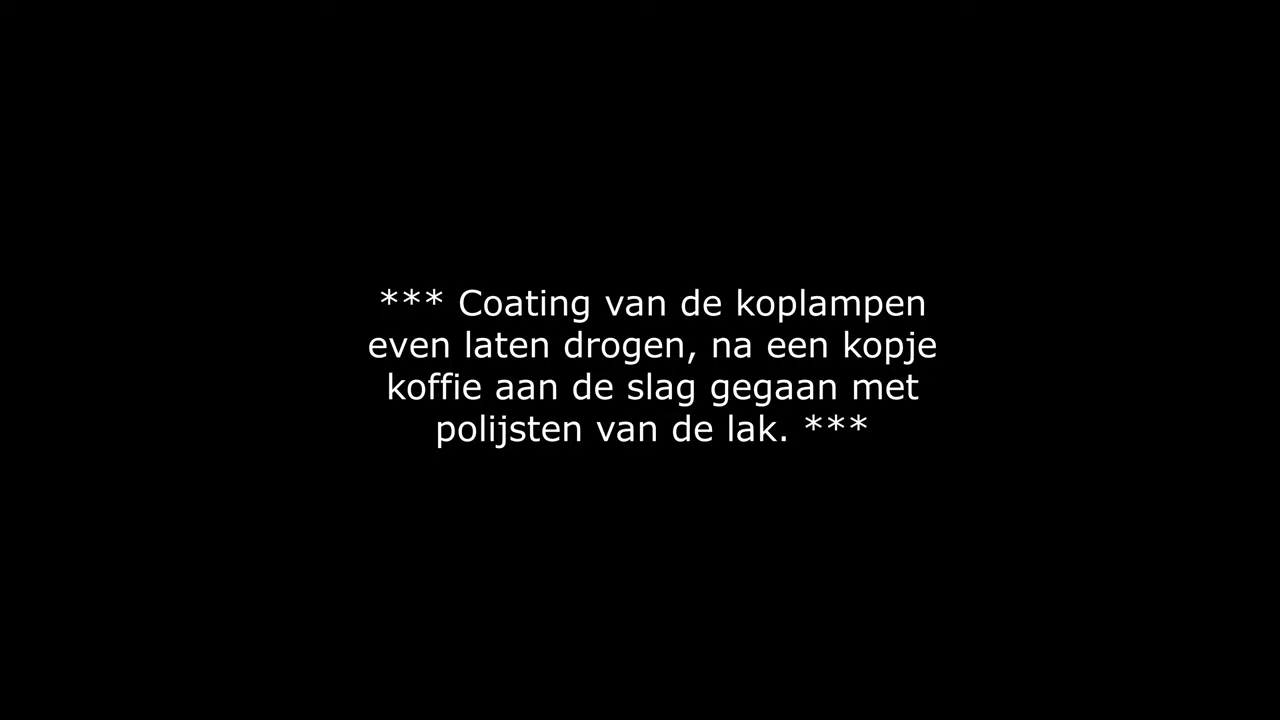 *** Coating van de koplampen
even laten drogen, na een kopje
koffie aan de slag gegaan met
polijsten van de lak. ***